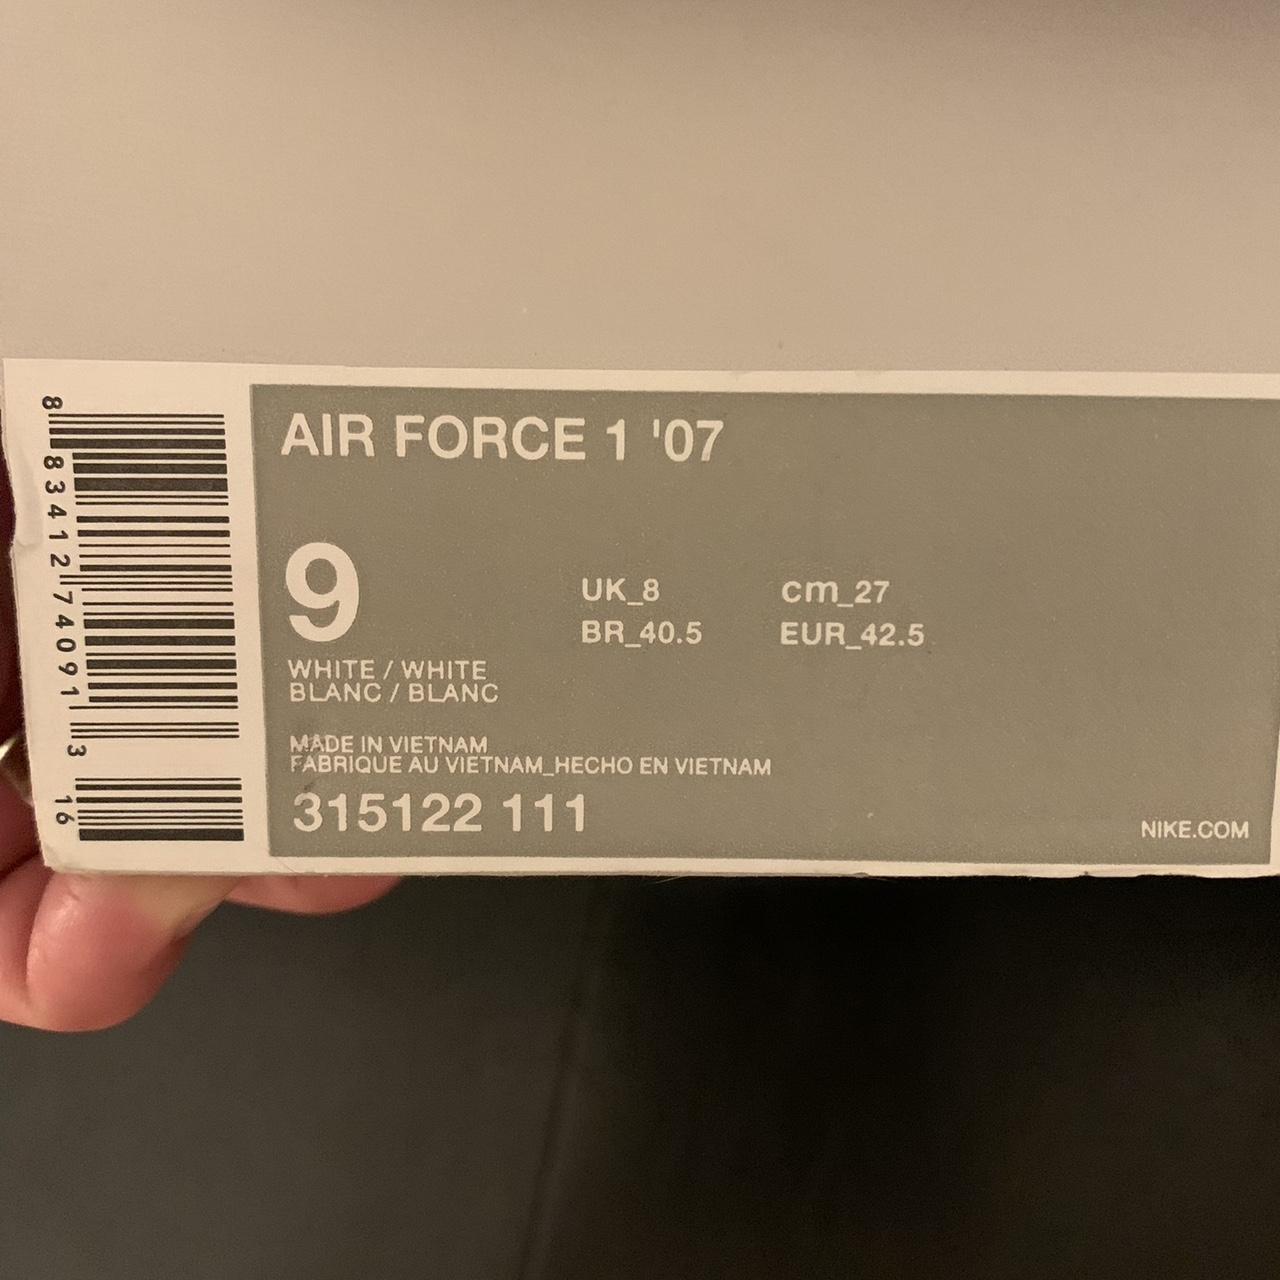 AIR FORCE 1 '07
9
UK_8 cm_27
BR_40.5 EUR_42.5
WHITE / WHITE
BLANC / BLANC
MADE IN VIETNAM
FABRIQUE AU VIETNAM_HECHO EN VIETNAM
315122 111
NIKE.COM
8 83412 74091 3 16